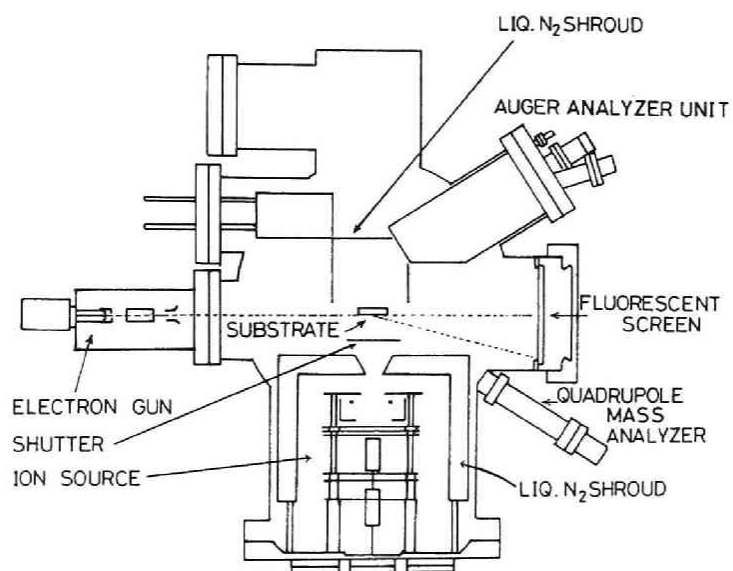 LIQ. N₂ SHROUD
AUGER ANALYZER UNIT
FLUORESCENT
SCREEN
SUBSTRATE
ELECTRON GUN
QUADRUPOLE
MASS
ANALYZER
SHUTTER
ION SOURCE
LIQ. N₂ SHROUD